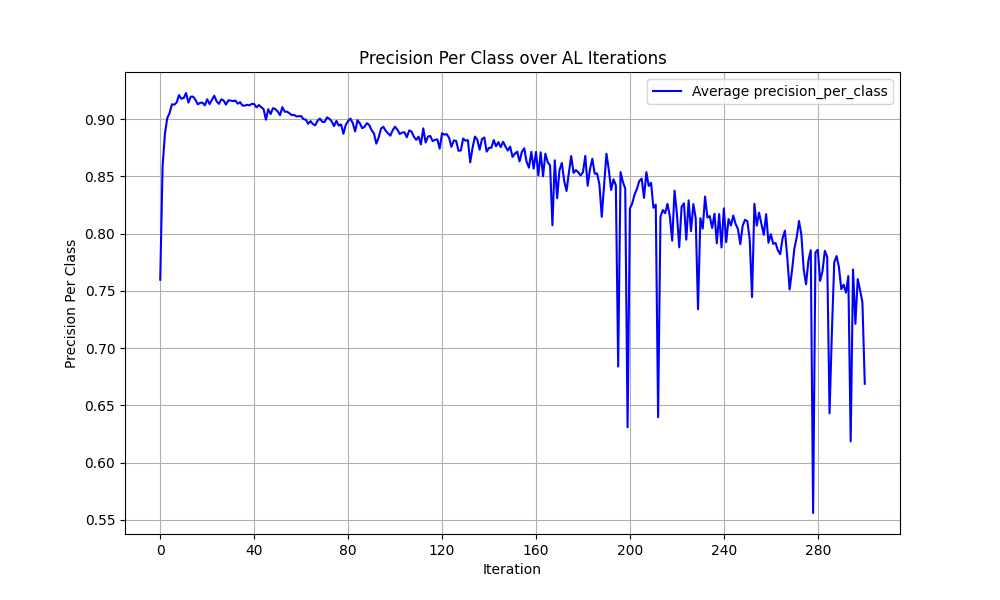 Precision Per Class over AL Iterations
Average precision_per_class
Precision Per Class
0.90
0.85
0.80
0.75
0.70
0.65
0.60
0.55
0 40 80 120 160 200 240 280
Iteration